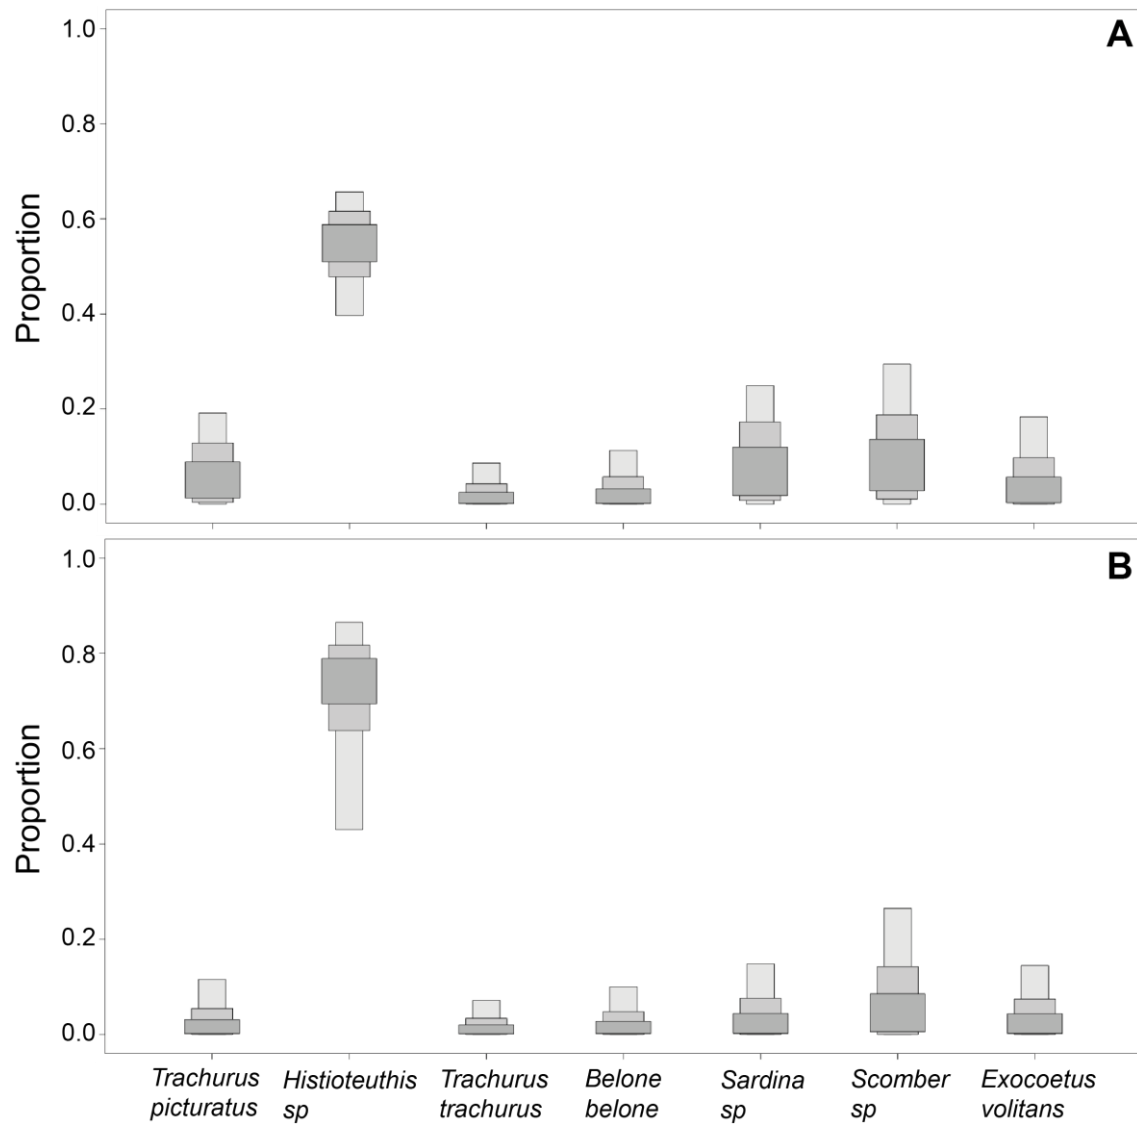 A
1.0
0.8
0.6
0.4
0.2
0.0
Proportion
B
1.0
0.8
0.6
0.4
0.2
0.0
Proportion
Trachurus picturatus
Histioteuthis sp
Trachurus trachurus
Belone belone
Sardina sp
Scomber sp
Exocoetus volitans